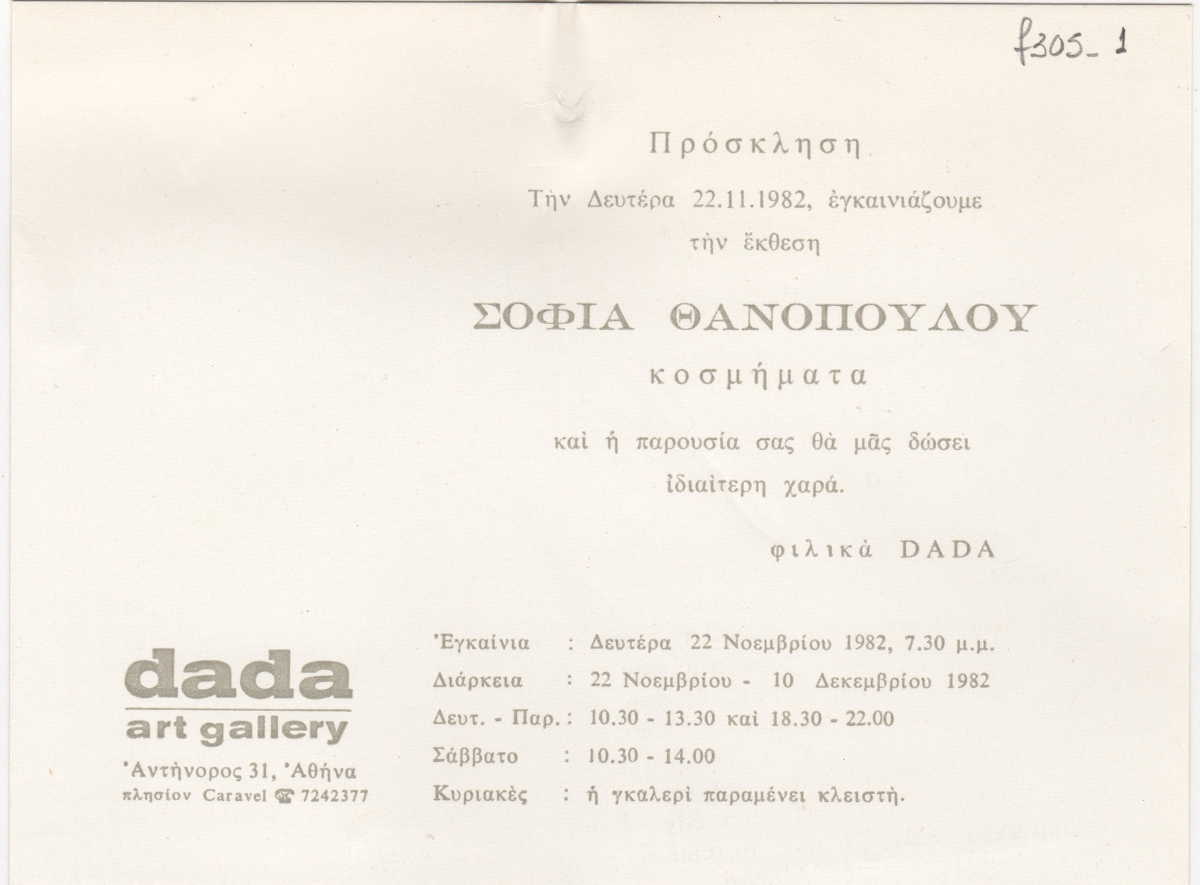 f305_1
Πρόσκληση
Τὴν Δευτέρα 22.11.1982, ἐγκαινιάζουμε
τὴν ἔκθεση
ΣΟΦΙΑ ΘΑΝΟΠΟΥΛΟΥ
κοσμήματα
καὶ ἡ παρουσία σας θὰ μᾶς δώσει
ἰδιαίτερη χαρά.
φιλικὰ DADA
Ἐγκαίνια : Δευτέρα 22 Νοεμβρίου 1982, 7.30 μ.μ.
Διάρκεια : 22 Νοεμβρίου - 10 Δεκεμβρίου 1982
Δευτ. - Παρ. : 10.30 - 13.30 καὶ 18.30 - 22.00
Σάββατο : 10.30 - 14.00
Κυριακὲς : ἡ γκαλερὶ παραμένει κλειστὴ.
dada
art gallery
Ἀντήνορος 31, Ἀθήνα
πλησίον Caravel ☎ 7242377